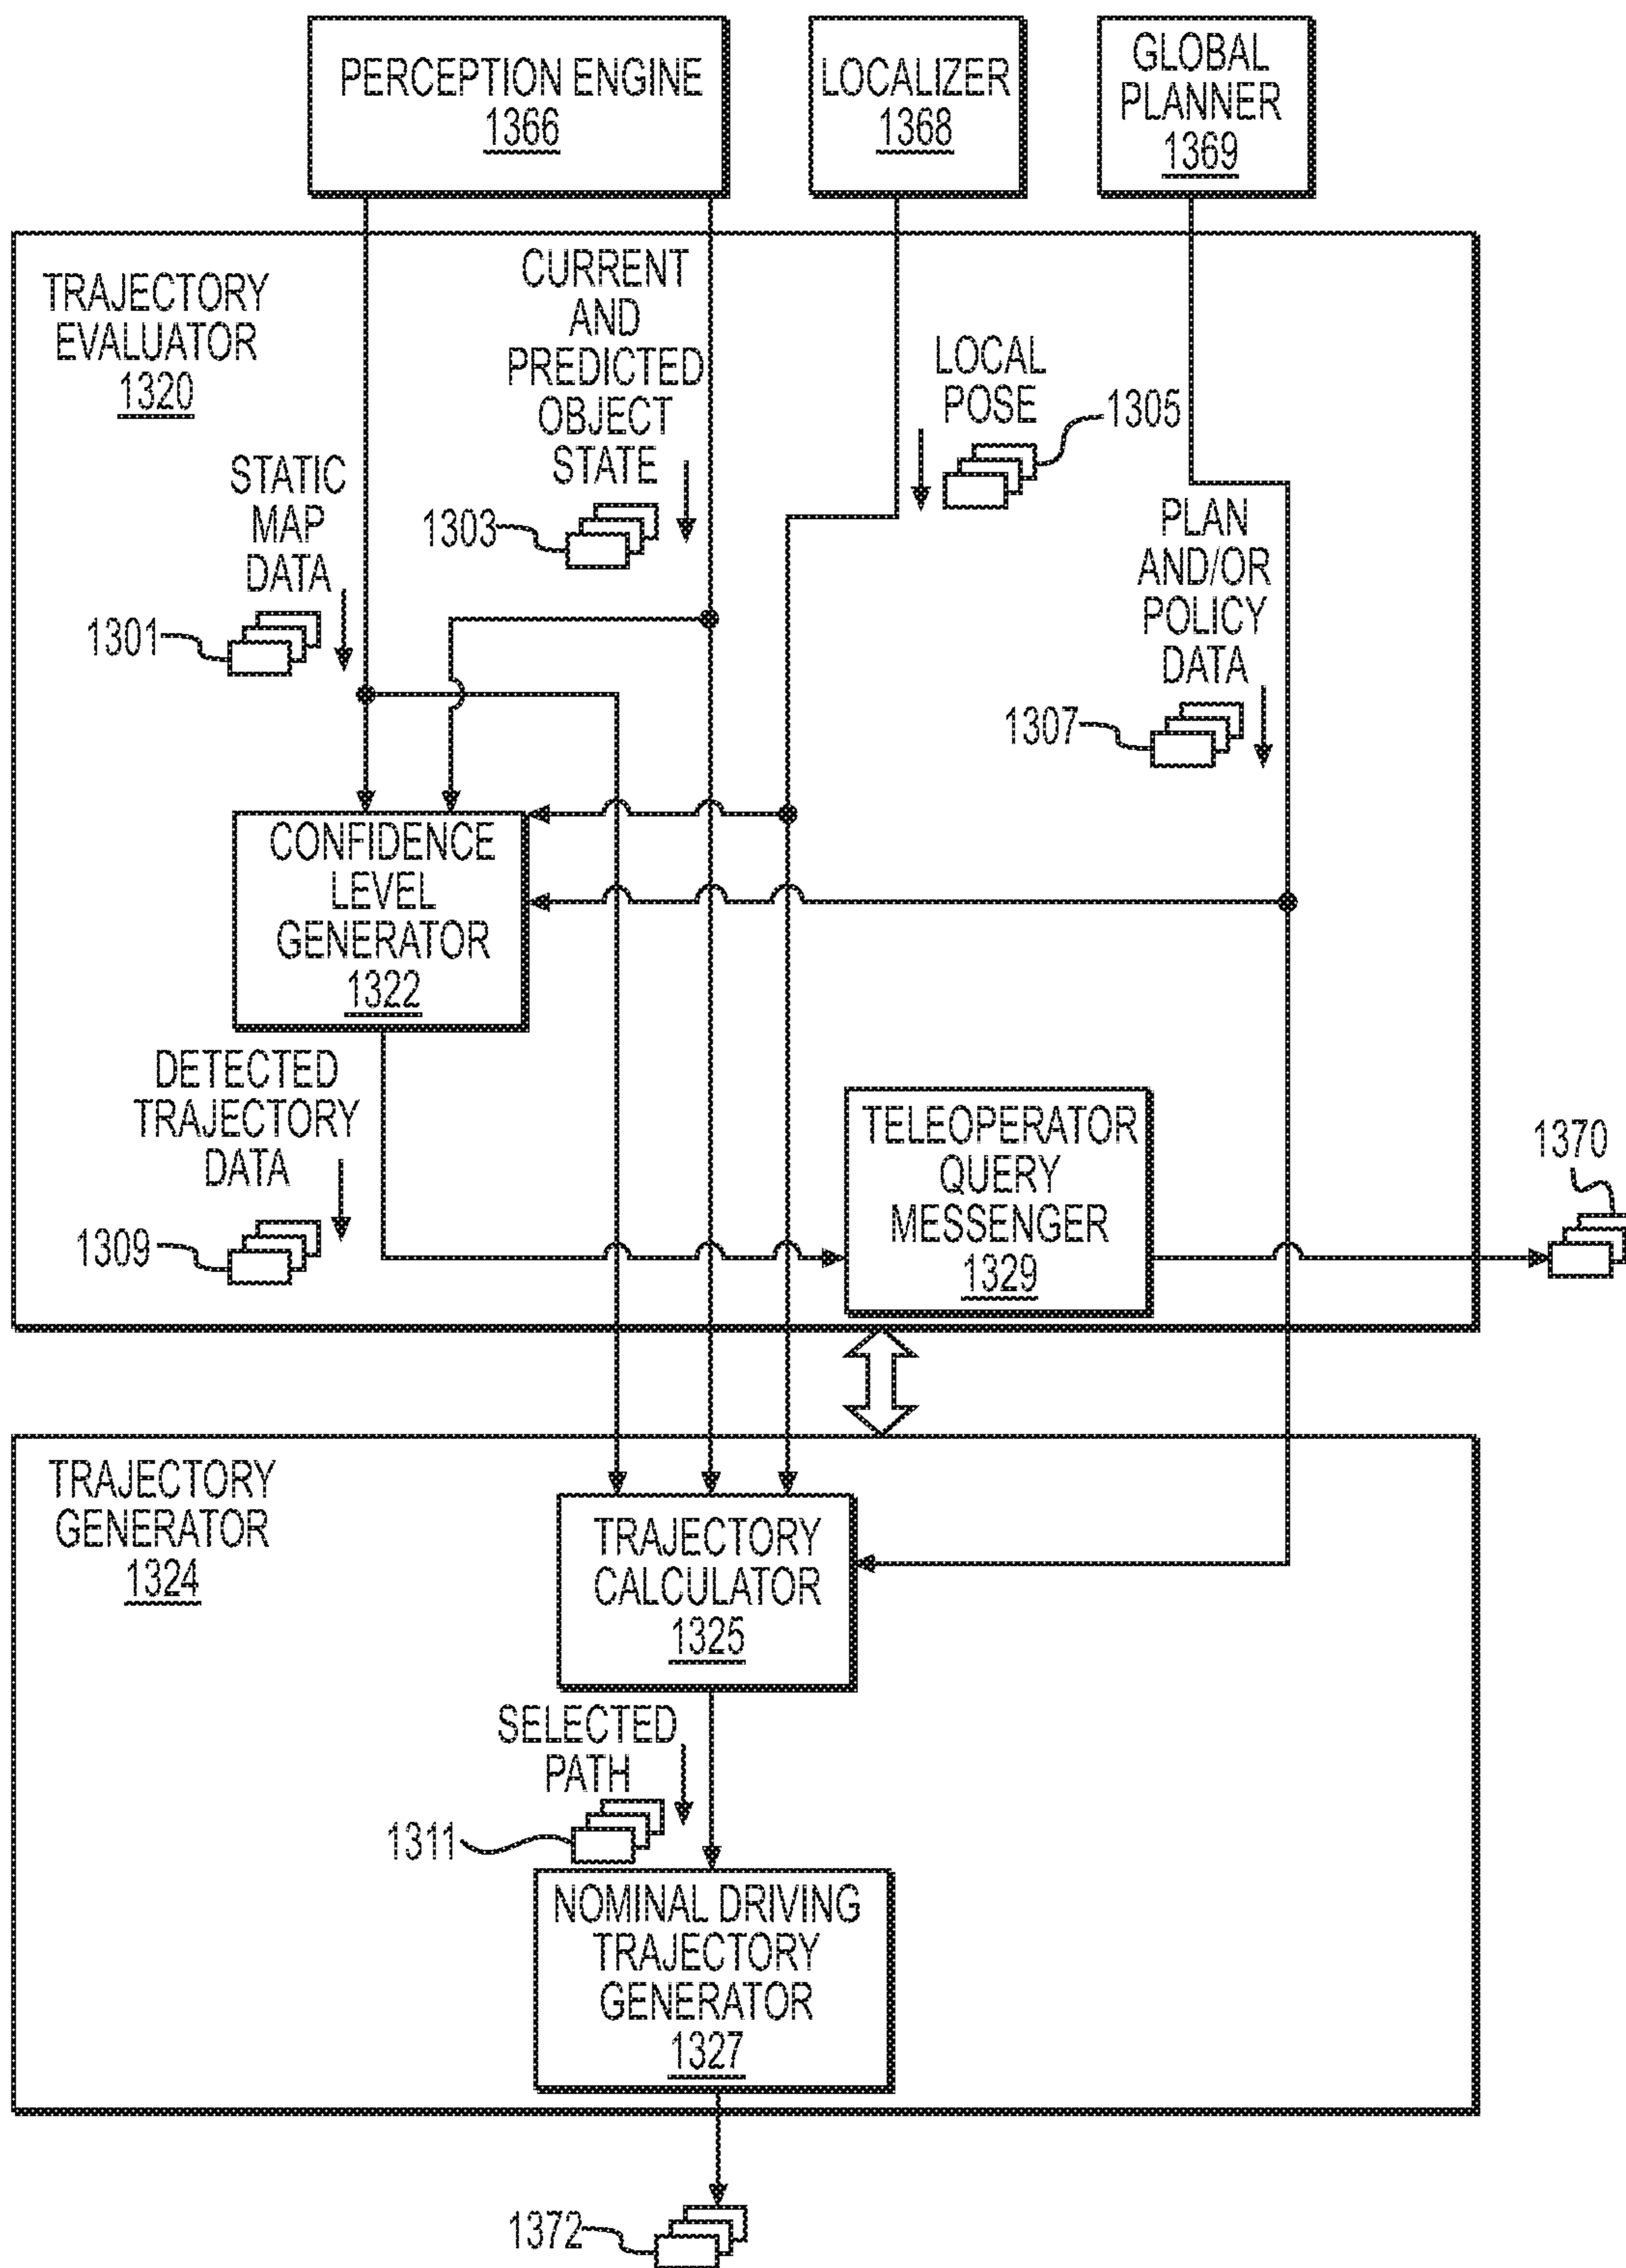 PERCEPTION ENGINE
1366
LOCALIZER
1368
GLOBAL
PLANNER
1369
TRAJECTORY
EVALUATOR
1320
CURRENT
AND
PREDICTED
OBJECT
STATE
1303
LOCAL
POSE
1305
STATIC
MAP
DATA
1301
PLAN
AND/OR
POLICY
DATA
1307
CONFIDENCE
LEVEL
GENERATOR
1322
DETECTED
TRAJECTORY
DATA
1309
TELEOPERATOR
QUERY
MESSENGER
1329
1370
TRAJECTORY
GENERATOR
1324
TRAJECTORY
CALCULATOR
1325
SELECTED
PATH
1311
NOMINAL DRIVING
TRAJECTORY
GENERATOR
1327
1372